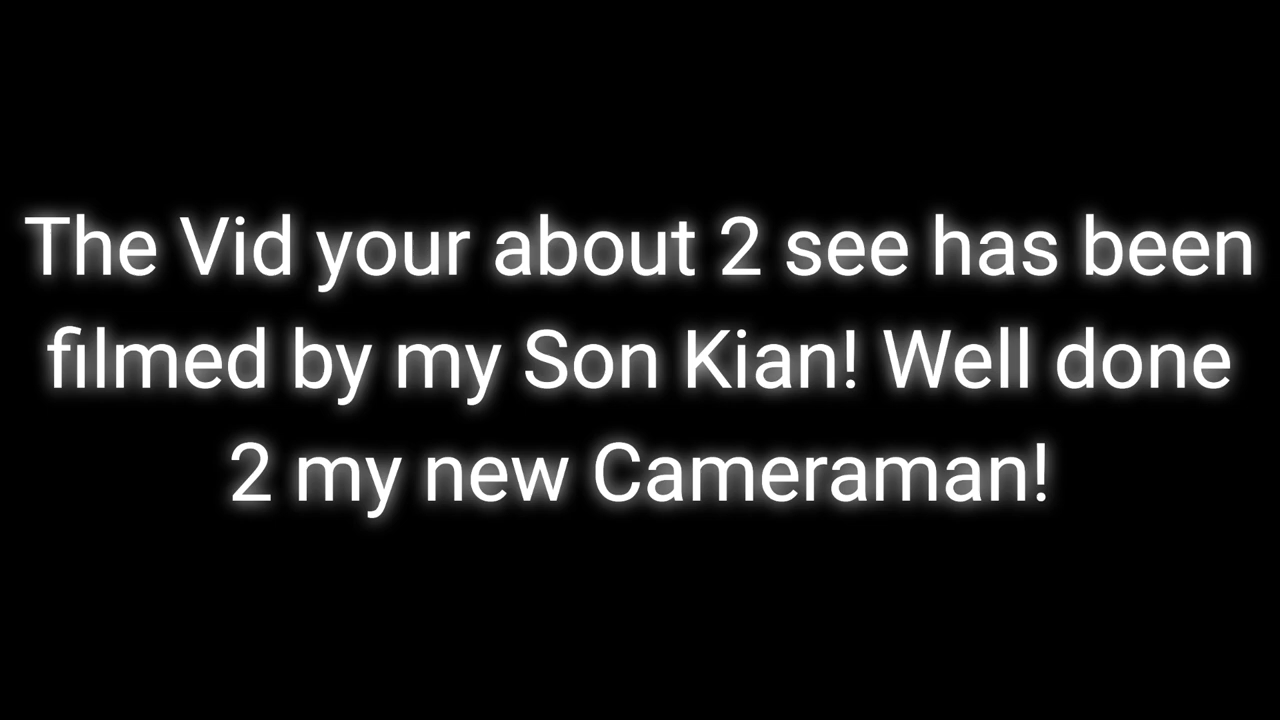 The Vid your about 2 see has been
filmed by my Son Kian! Well done
2 my new Cameraman!